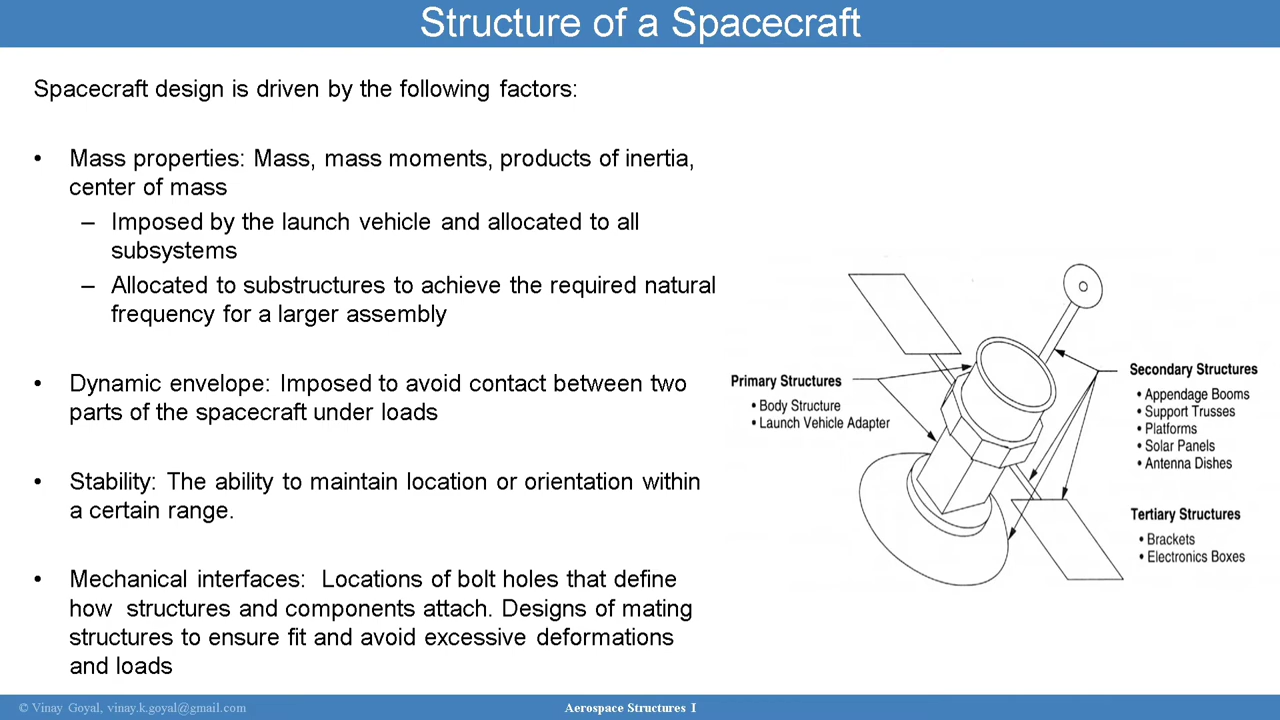 Structure of a Spacecraft
Spacecraft design is driven by the following factors:
• Mass properties: Mass, mass moments, products of inertia,
center of mass
– Imposed by the launch vehicle and allocated to all
subsystems
– Allocated to substructures to achieve the required natural
frequency for a larger assembly
• Dynamic envelope: Imposed to avoid contact between two
parts of the spacecraft under loads
• Stability: The ability to maintain location or orientation within
a certain range.
• Mechanical interfaces: Locations of bolt holes that define
how structures and components attach. Designs of mating
structures to ensure fit and avoid excessive deformations
and loads
Primary Structures
• Body Structure
• Launch Vehicle Adapter
Secondary Structures
• Appendage Booms
• Support Trusses
• Platforms
• Solar Panels
• Antenna Dishes
Tertiary Structures
• Brackets
• Electronics Boxes
© Vinay Goyal, vinay.k.goyal@gmail.com
Aerospace Structures I